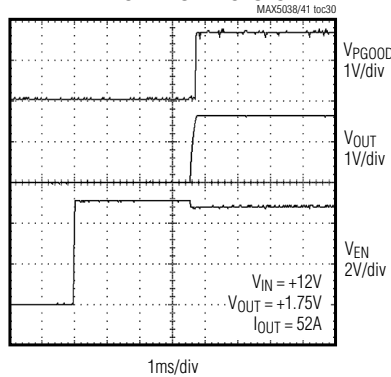 MAX5038/41 toc30
VPGOOD
1V/div
VOUT
1V/div
VEN
2V/div
VIN = +12V
VOUT = +1.75V
IOUT = 52A
1ms/div